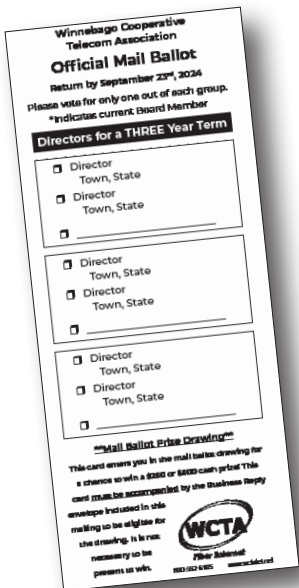 Winnebago Cooperative
Telecom Association
Official Mail Ballot
Return by September 23rd, 2024
Please vote for only one out of each group.
*Indicates current Board Member
Directors for a THREE Year Term
Director
Town, State
Director
Town, State
Director
Town, State
Director
Town, State
Director
Town, State
Director
Town, State
***Mail Ballot Prize Drawing***
This card enters you in the mail ballot drawing for
a chance to win a $250 or $500 cash prize! This
card must be accompanied by the Business Reply
envelope included in this
mailing to be eligible for
the drawing. It is not
necessary to be
present to win.
WCTA
Fiber Internet